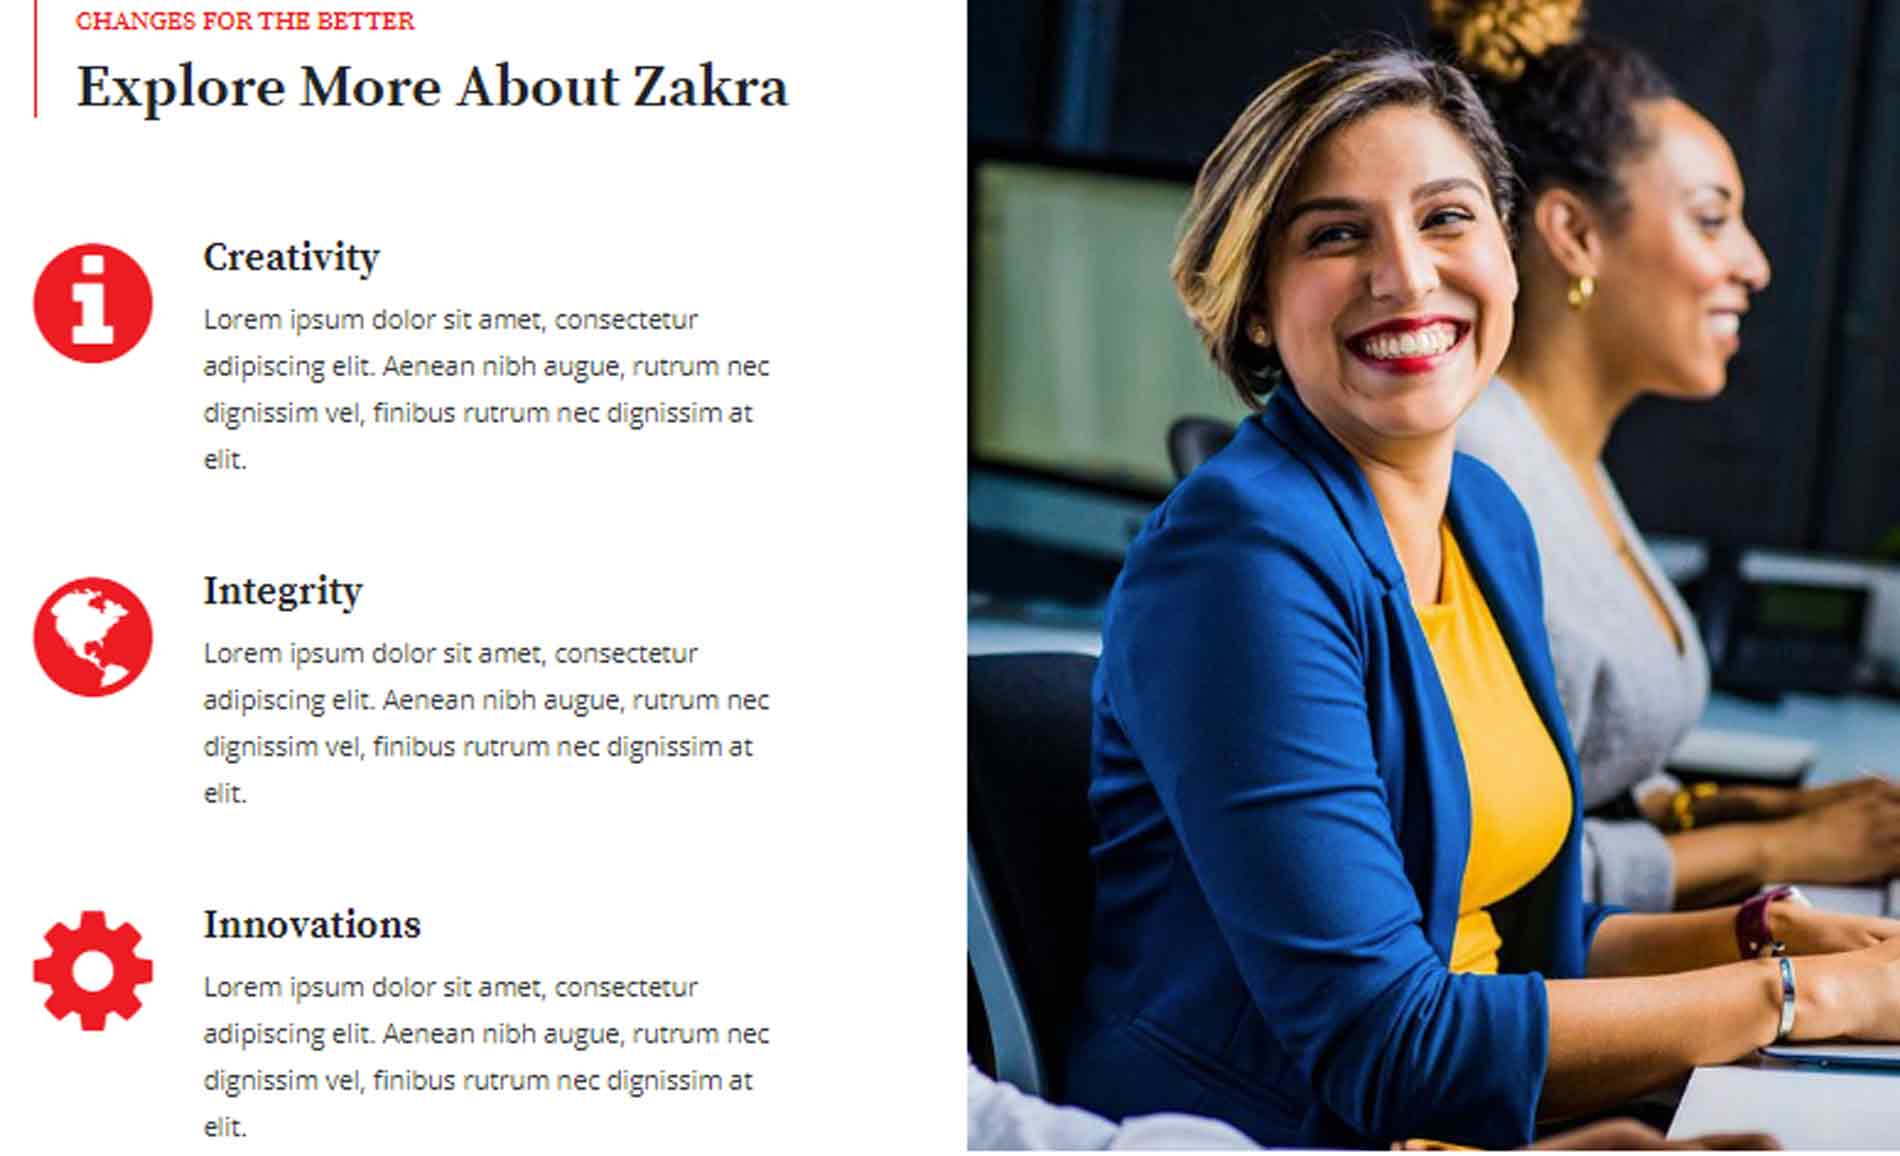 CHANGES FOR THE BETTER
Explore More About Zakra
Creativity
Lorem ipsum dolor sit amet, consectetur
adipiscing elit. Aenean nibh augue, rutrum nec
dignissim vel, finibus rutrum nec dignissim at
elit.
Integrity
Lorem ipsum dolor sit amet, consectetur
adipiscing elit. Aenean nibh augue, rutrum nec
dignissim vel, finibus rutrum nec dignissim at
elit.
Innovations
Lorem ipsum dolor sit amet, consectetur
adipiscing elit. Aenean nibh augue, rutrum nec
dignissim vel, finibus rutrum nec dignissim at
elit.